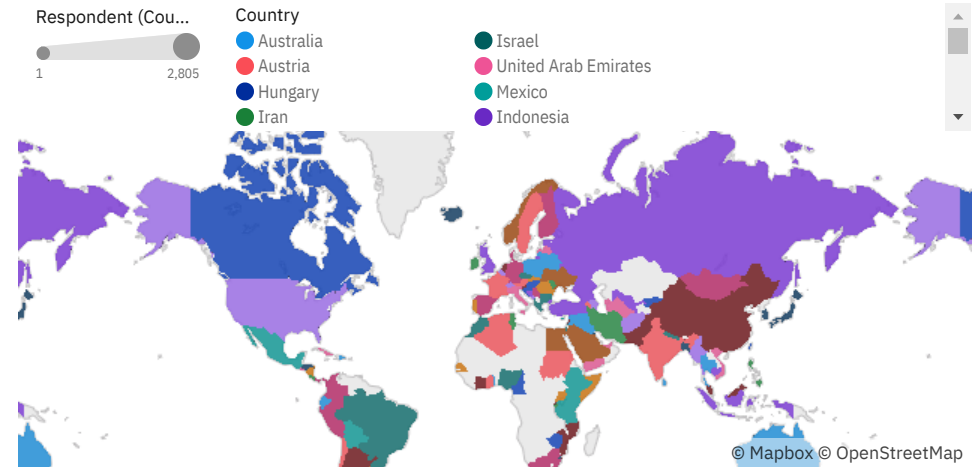 Respondent (Cou...
1
2,805
Country
Australia
Austria
Hungary
Iran
Israel
United Arab Emirates
Mexico
Indonesia
© Mapbox © OpenStreetMap